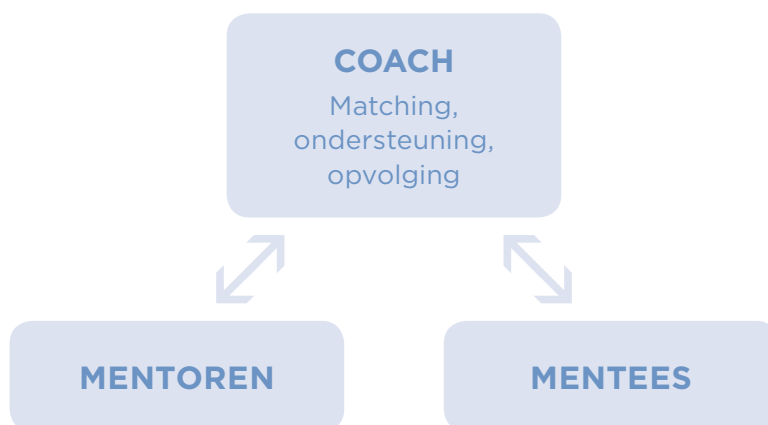 COACH
Matching,
ondersteuning,
opvolging
MENTOREN
MENTEES